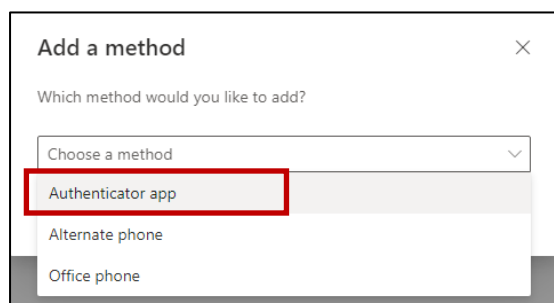 Add a method
Which method would you like to add?
Choose a method
Authenticator app
Alternate phone
Office phone